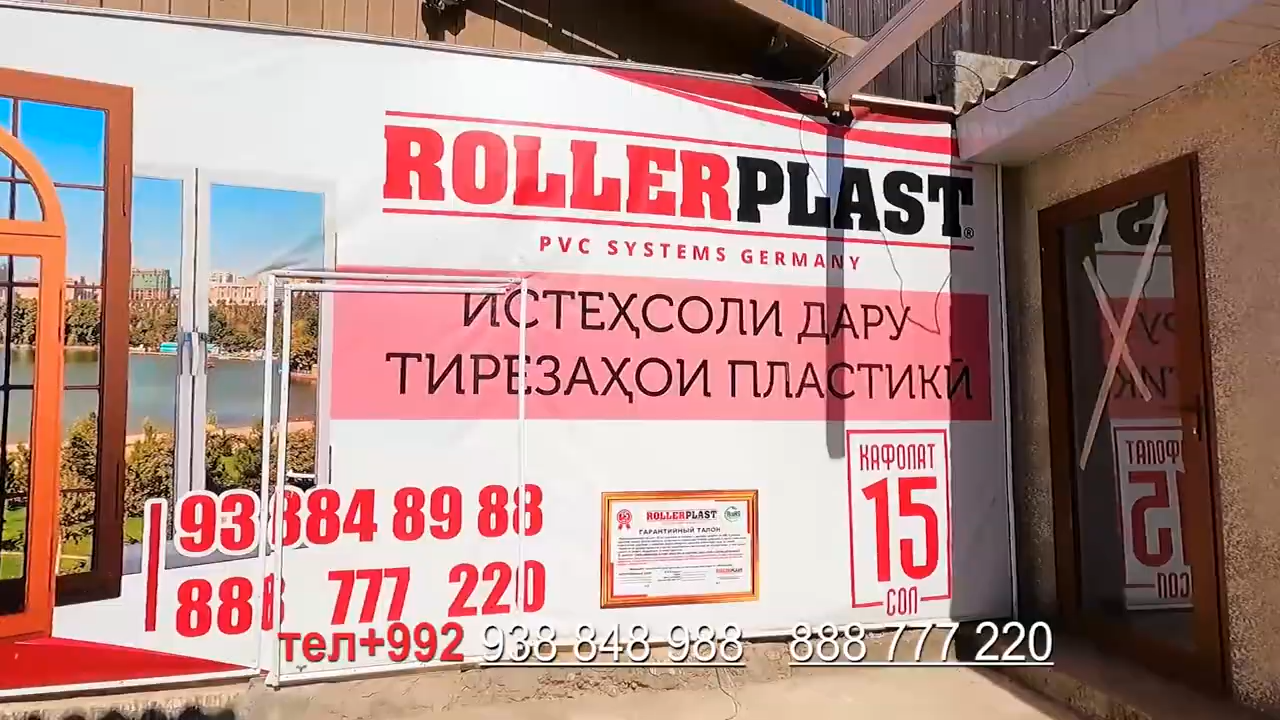 ROLLERPLAST®
PVC SYSTEMS GERMANY
ИСТЕҲСОЛИ ДАРУ
ТИРЕЗАҲОИ ПЛАСТИКӢ
93 884 89 88
888 777 220
ROLLERPLAST
ГАРАНТИЙНЫЙ ТАЛОН
КАФОЛАТ
15
СОЛ
тел+992 938 848 988 888 777 220